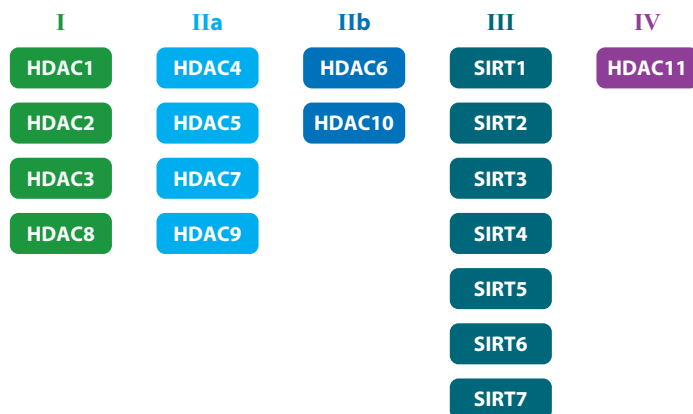 I IIa IIb III IV
HDAC1 HDAC4 HDAC6 SIRT1 HDAC11
HDAC2 HDAC5 HDAC10 SIRT2
HDAC3 HDAC7 SIRT3
HDAC8 HDAC9 SIRT4
SIRT5
SIRT6
SIRT7